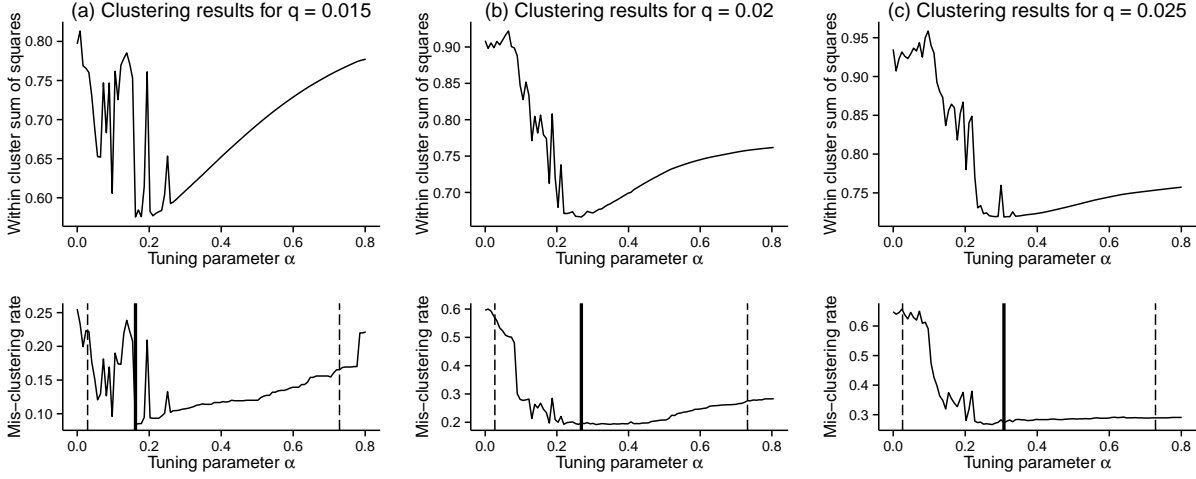 (a) Clustering results for q = 0.015
Within cluster sum of squares
0.80
0.75
0.70
0.65
0.60
0.0 0.2 0.4 0.6 0.8
Tuning parameter α
Mis−clustering rate
0.25
0.20
0.15
0.10
0.0 0.2 0.4 0.6 0.8
Tuning parameter α
(b) Clustering results for q = 0.02
Within cluster sum of squares
0.90
0.85
0.80
0.75
0.70
0.0 0.2 0.4 0.6 0.8
Tuning parameter α
Mis−clustering rate
0.6
0.5
0.4
0.3
0.2
0.0 0.2 0.4 0.6 0.8
Tuning parameter α
(c) Clustering results for q = 0.025
Within cluster sum of squares
0.95
0.90
0.85
0.80
0.75
0.0 0.2 0.4 0.6 0.8
Tuning parameter α
Mis−clustering rate
0.6
0.5
0.4
0.3
0.0 0.2 0.4 0.6 0.8
Tuning parameter α